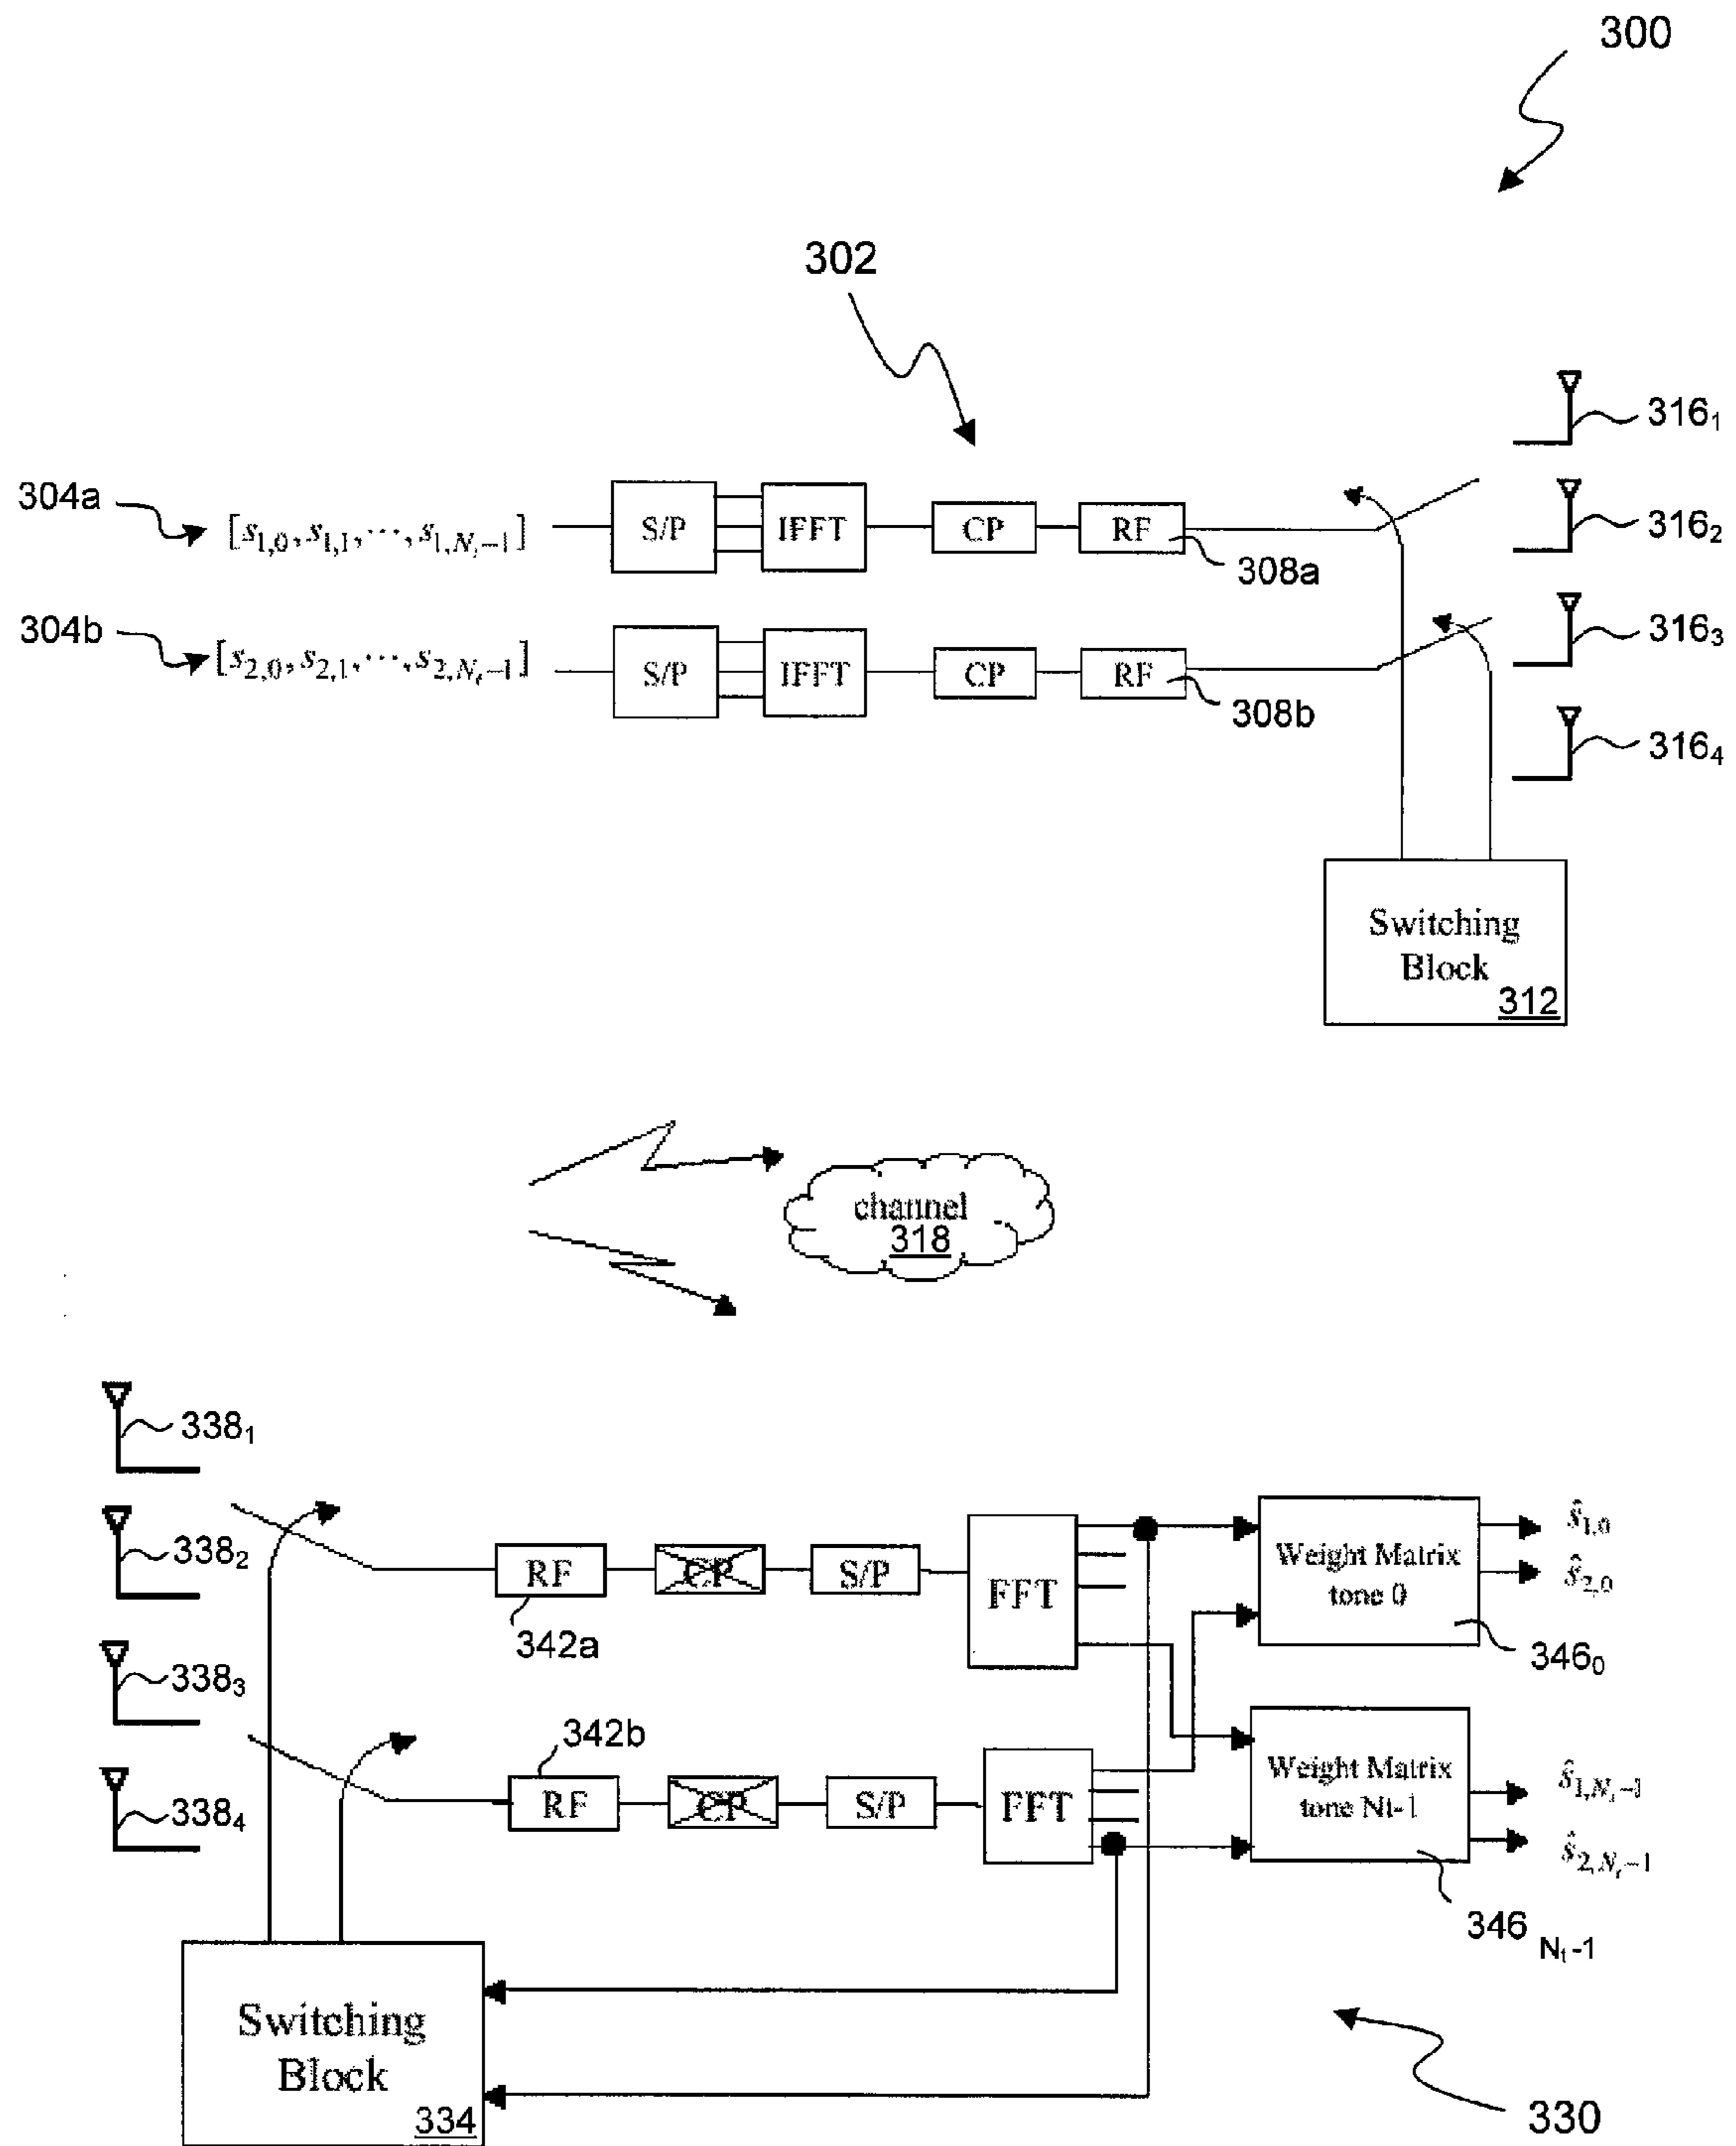 300
302
316₁
304a
[s₁,₀, s₁,₁, ⋯, s₁,Nₜ₋₁]
S/P
IFFT
CP
RF
308a
316₂
304b
[s₂,₀, s₂,₁, ⋯, s₂,Nₜ₋₁]
S/P
IFFT
CP
RF
308b
316₃
316₄
Switching
Block
312
channel
318
338₁
338₂
RF
342a
CP
S/P
FFT
Weight Matrix
tone 0
346₀
ŝ₁,₀
ŝ₂,₀
338₃
338₄
342b
RF
CP
S/P
FFT
Weight Matrix
tone Nt-1
346 Nₜ-1
ŝ₁,Nₜ₋₁
ŝ₂,Nₜ₋₁
Switching
Block
334
330